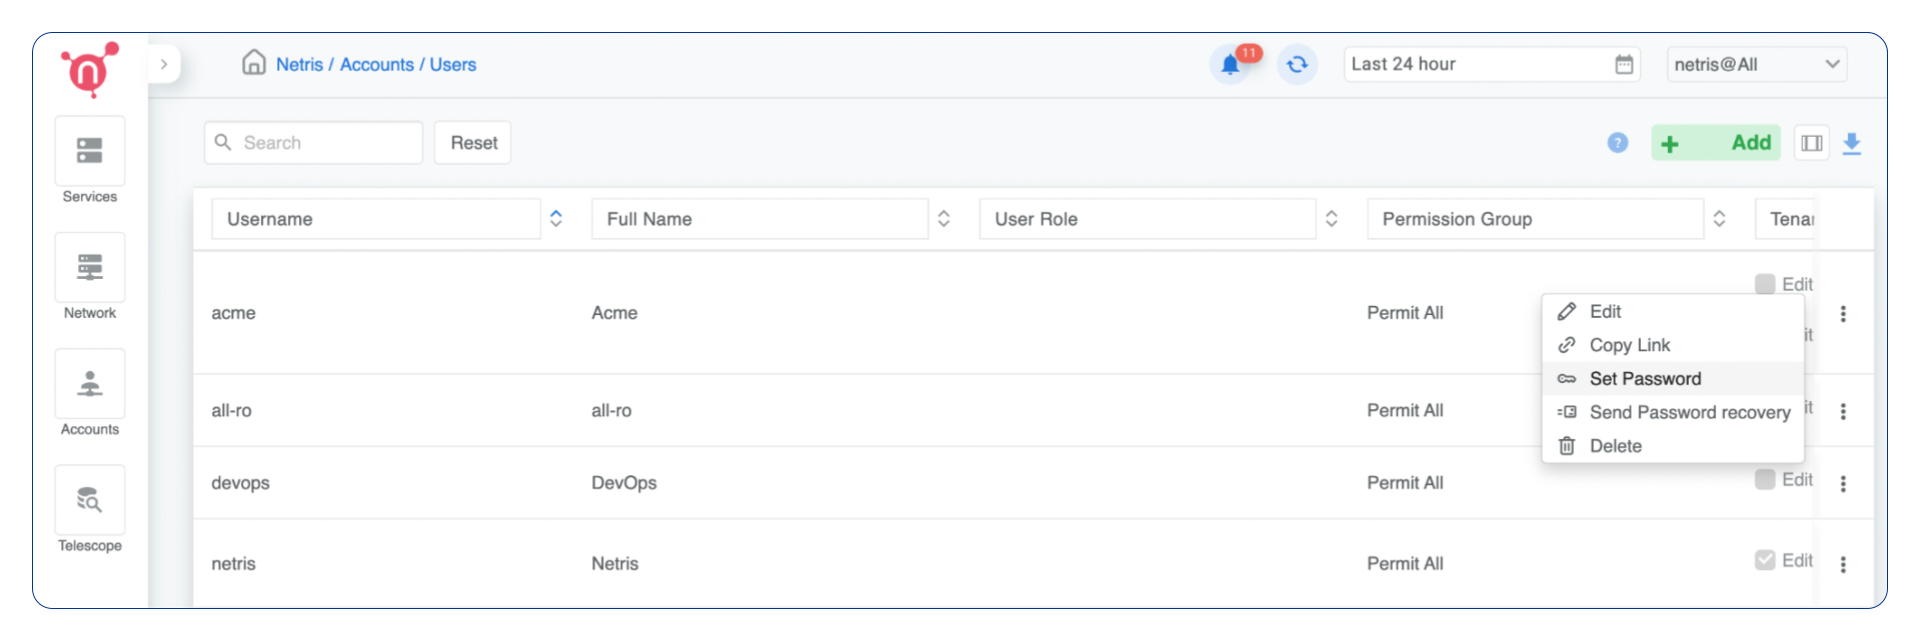 Netris / Accounts / Users
11
Last 24 hour
netris@All
Services
Network
Accounts
Telescope
Search
Reset
?
+ Add
Username
Full Name
User Role
Permission Group
Tenan
acme
Acme
Permit All
Edit
it
all-ro
all-ro
Permit All
it
devops
DevOps
Permit All
Edit
netris
Netris
Permit All
Edit
Edit
Copy Link
Set Password
Send Password recovery
Delete